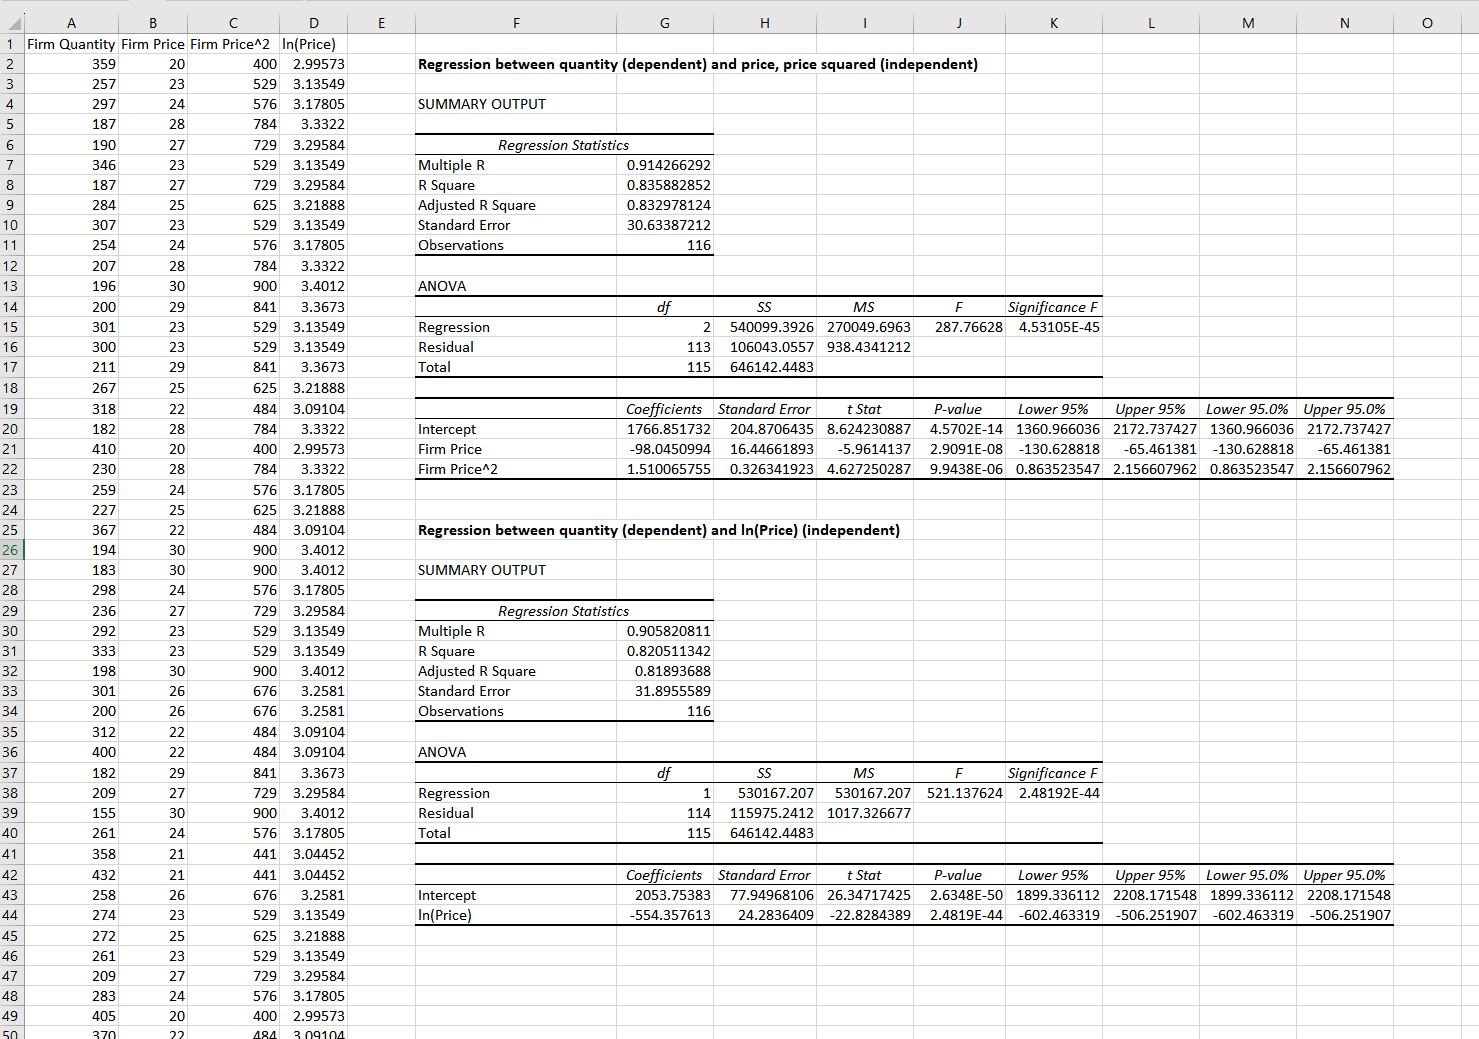 A B C D E F G H I J K L M N O
1 Firm Quantity Firm Price Firm Price^2 ln(Price)
2 359 20 400 2.99573 Regression between quantity (dependent) and price, price squared (independent)
3 257 23 529 3.13549
4 297 24 576 3.17805 SUMMARY OUTPUT
5 187 28 784 3.3322
6 190 27 729 3.29584 Regression Statistics
7 346 23 529 3.13549 Multiple R 0.914266292
8 187 27 729 3.29584 R Square 0.835882852
9 284 25 625 3.21888 Adjusted R Square 0.832978124
10 307 23 529 3.13549 Standard Error 30.63387212
11 254 24 576 3.17805 Observations 116
12 207 28 784 3.3322
13 196 30 900 3.4012 ANOVA
14 200 29 841 3.3673 df SS MS F Significance F
15 301 23 529 3.13549 Regression 2 540099.3926 270049.6963 287.76628 4.53105E-45
16 300 23 529 3.13549 Residual 113 106043.0557 938.4341212
17 211 29 841 3.3673 Total 115 646142.4483
18 267 25 625 3.21888
19 318 22 484 3.09104 Coefficients Standard Error t Stat P-value Lower 95% Upper 95% Lower 95.0% Upper 95.0%
20 182 28 784 3.3322 Intercept 1766.851732 204.8706435 8.624230887 4.5702E-14 1360.966036 2172.737427 1360.966036 2172.737427
21 410 20 400 2.99573 Firm Price -98.0450994 16.44661893 -5.9614137 2.9091E-08 -130.628818 -65.461381 -130.628818 -65.461381
22 230 28 784 3.3322 Firm Price^2 1.510065755 0.326341923 4.627250287 9.9438E-06 0.863523547 2.156607962 0.863523547 2.156607962
23 259 24 576 3.17805
24 227 25 625 3.21888
25 367 22 484 3.09104 Regression between quantity (dependent) and ln(Price) (independent)
26 194 30 900 3.4012
27 183 30 900 3.4012 SUMMARY OUTPUT
28 298 24 576 3.17805
29 236 27 729 3.29584 Regression Statistics
30 292 23 529 3.13549 Multiple R 0.905820811
31 333 23 529 3.13549 R Square 0.820511342
32 198 30 900 3.4012 Adjusted R Square 0.81893688
33 301 26 676 3.2581 Standard Error 31.8955589
34 200 26 676 3.2581 Observations 116
35 312 22 484 3.09104
36 400 22 484 3.09104 ANOVA
37 182 29 841 3.3673 df SS MS F Significance F
38 209 27 729 3.29584 Regression 1 530167.207 530167.207 521.137624 2.48192E-44
39 155 30 900 3.4012 Residual 114 115975.2412 1017.326677
40 261 24 576 3.17805 Total 115 646142.4483
41 358 21 441 3.04452
42 432 21 441 3.04452 Coefficients Standard Error t Stat P-value Lower 95% Upper 95% Lower 95.0% Upper 95.0%
43 258 26 676 3.2581 Intercept 2053.75383 77.94968106 26.34717425 2.6348E-50 1899.336112 2208.171548 1899.336112 2208.171548
44 274 23 529 3.13549 ln(Price) -554.357613 24.2836409 -22.8284389 2.4819E-44 -602.463319 -506.251907 -602.463319 -506.251907
45 272 25 625 3.21888
46 261 23 529 3.13549
47 209 27 729 3.29584
48 283 24 576 3.17805
49 405 20 400 2.99573
50 370 22 484 3.09104